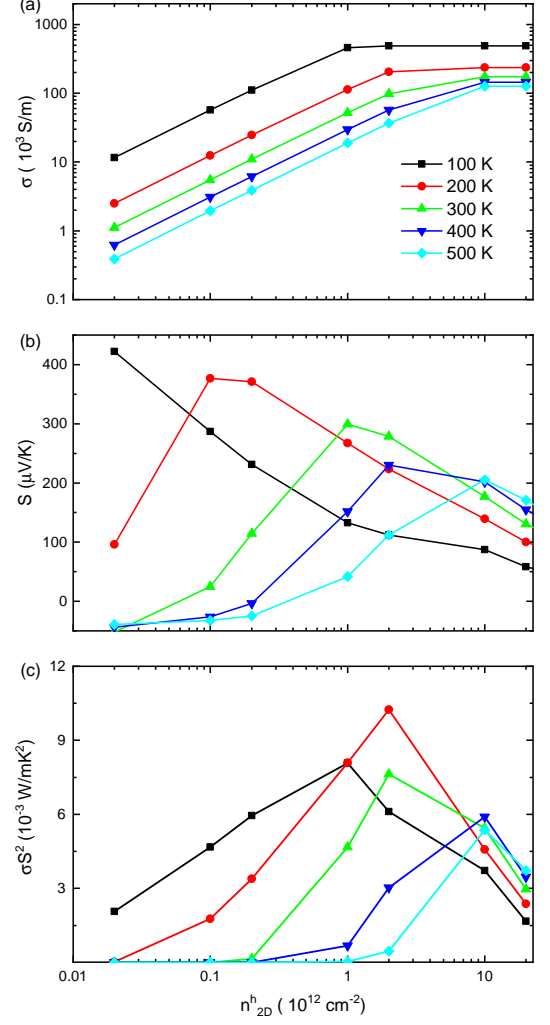 (a)
1000
100
10
1
0.1
σ ( 10³ S/m)
100 K
200 K
300 K
400 K
500 K
(b)
400
300
200
100
0
S (μV/K)
(c)
12
9
6
3
σS² (10⁻³ W/mK²)
0.01
0.1
1
10
nʰ₂D ( 10¹² cm⁻²)